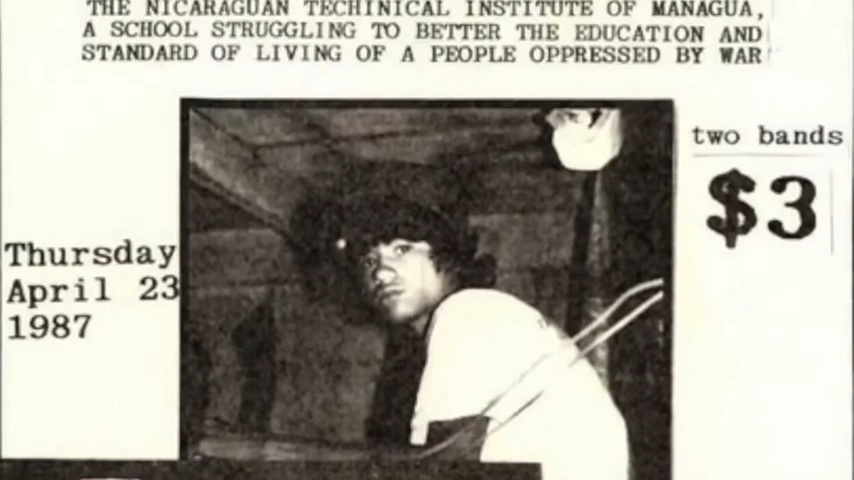 THE NICARAGUAN TECHINICAL INSTITUTE OF MANAGUA,
A SCHOOL STRUGGLING TO BETTER THE EDUCATION AND
STANDARD OF LIVING OF A PEOPLE OPPRESSED BY WAR
two bands
$3
Thursday
April 23
1987